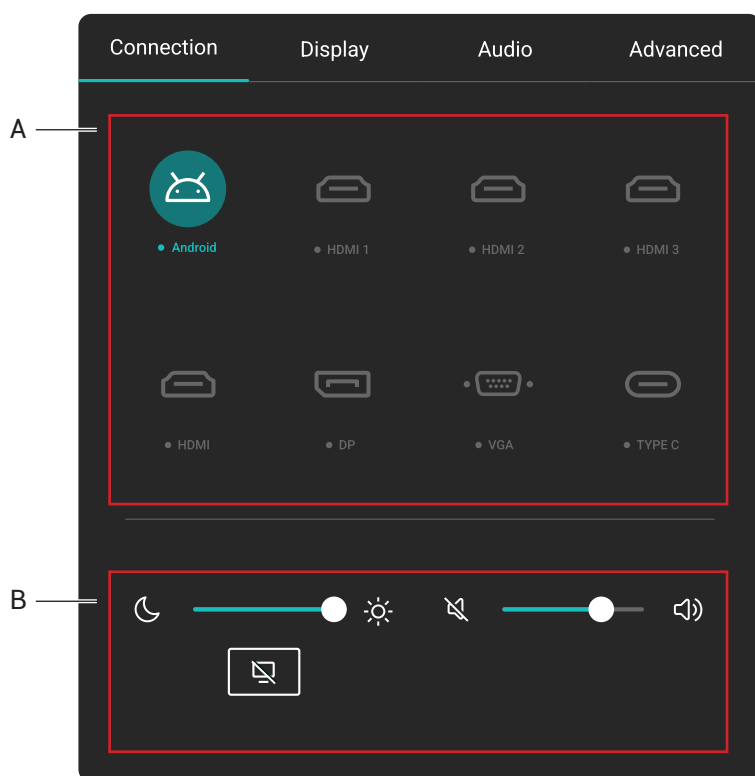 Connection Display Audio Advanced
A
Android HDMI 1 HDMI 2 HDMI 3
HDMI DP VGA TYPE C
B